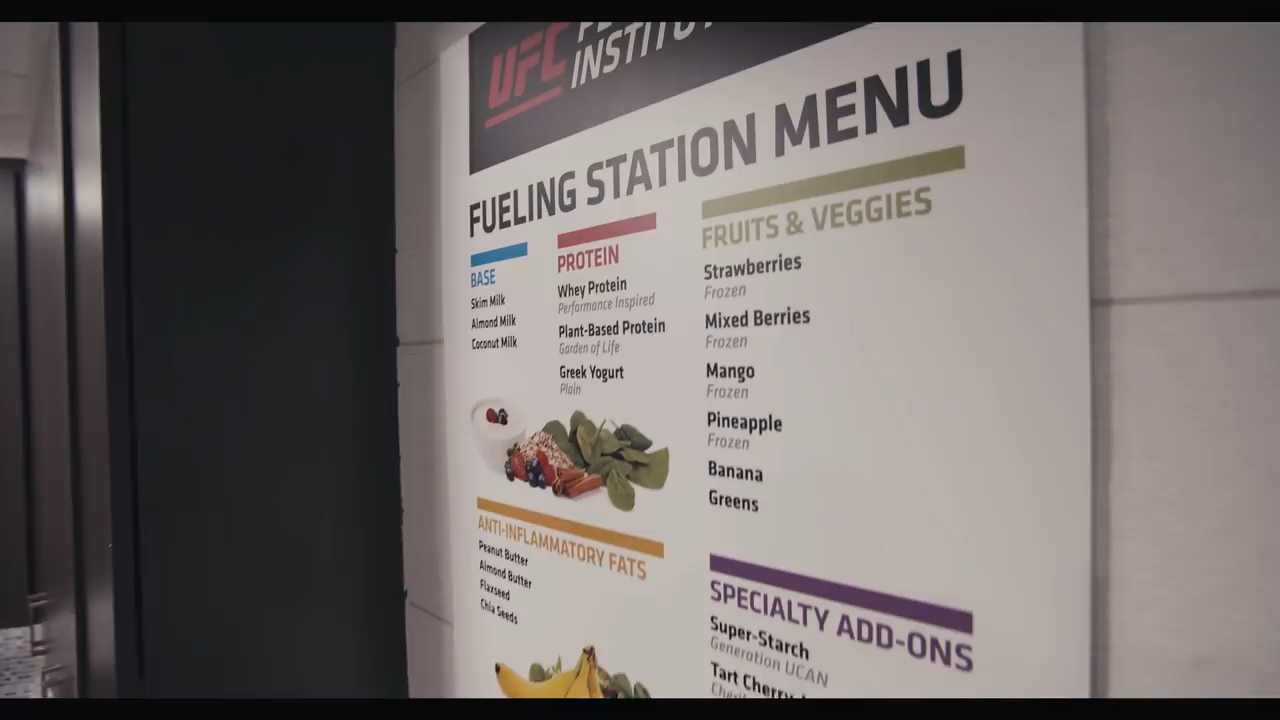 UFC
FUELING STATION MENU
BASE
Skim Milk
Almond Milk
Coconut Milk
PROTEIN
Whey Protein
Performance Inspired
Plant-Based Protein
Garden of Life
Greek Yogurt
Plain
FRUITS & VEGGIES
Strawberries
Frozen
Mixed Berries
Frozen
Mango
Frozen
Pineapple
Frozen
Banana
Greens
ANTI-INFLAMMATORY FATS
Peanut Butter
Almond Butter
Flaxseed
Chia Seeds
SPECIALTY ADD-ONS
Super-Starch
Generation UCAN
Tart Cherry